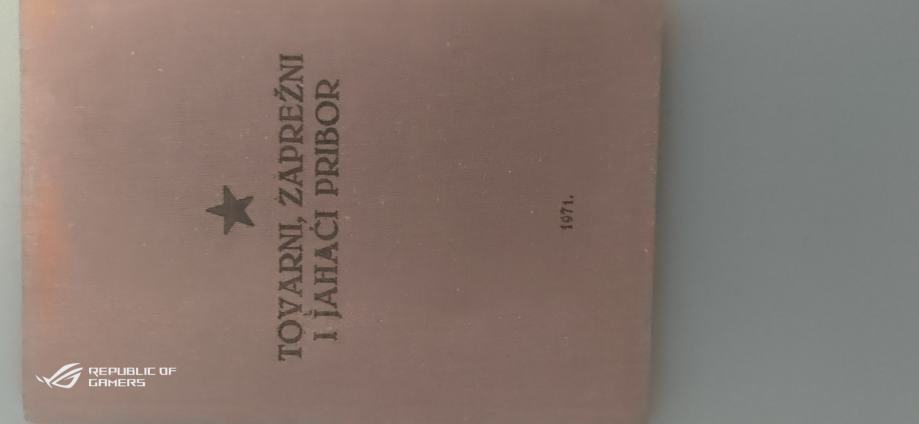 TOVARNI, ZAPREŽNI
I JAHAĆI PRIBOR
1971.
REPUBLIC OF
GAMERS